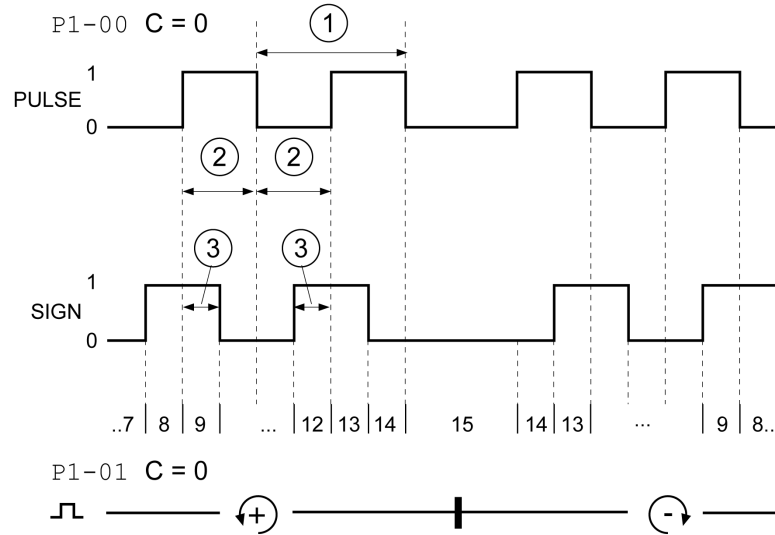 P1-00 C = 0
1
1
PULSE
0
2 2
3 3
1
SIGN
0
..7 8 9 ... 12 13 14 15 14 13 ... 9 8..
P1-01 C = 0
+ -